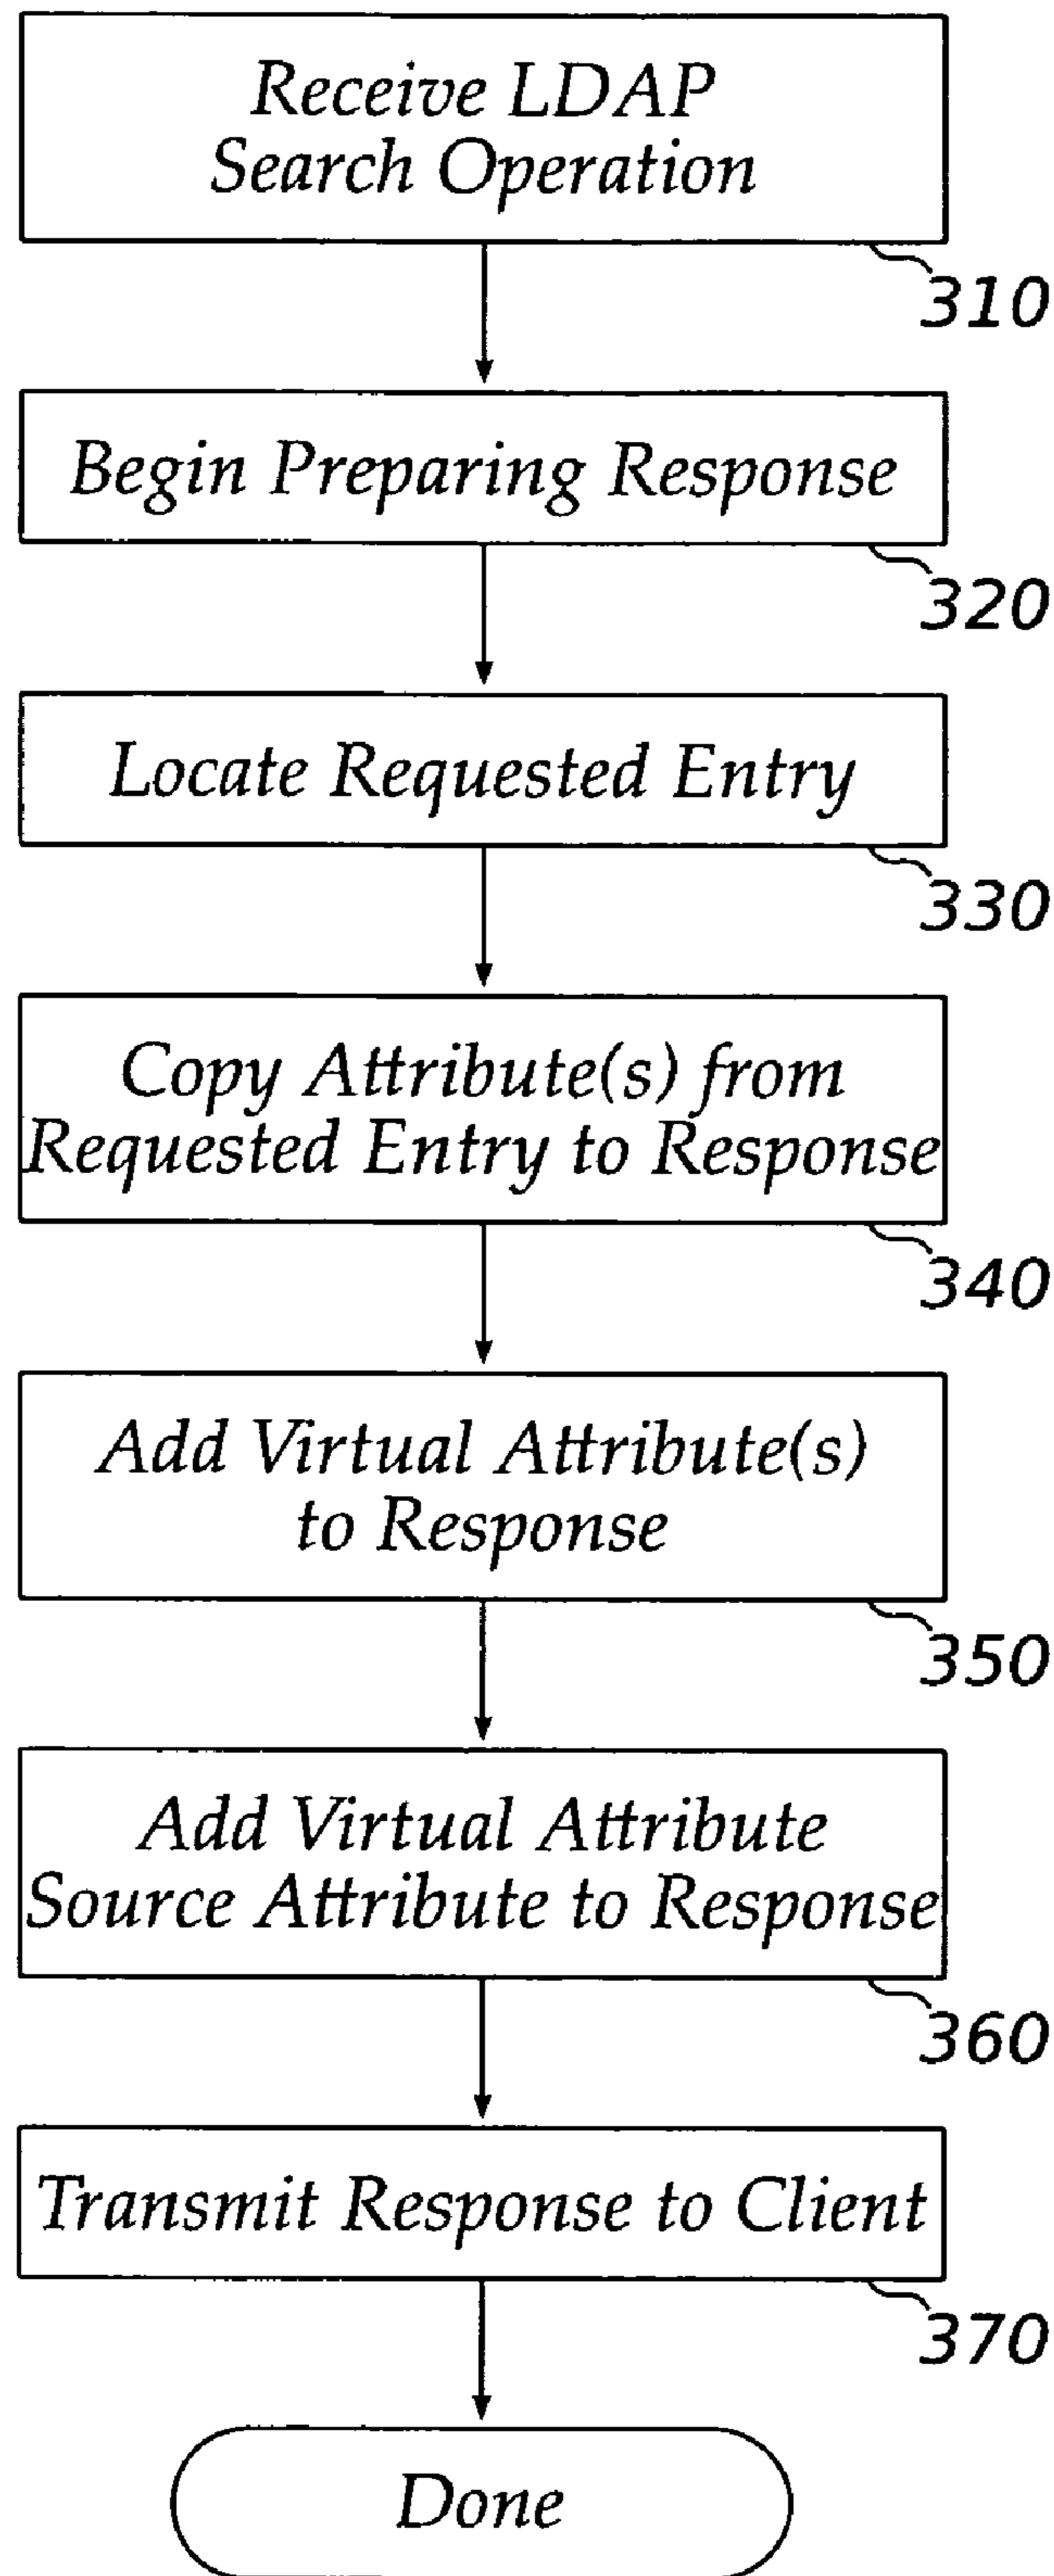 Receive LDAP
Search Operation
310
Begin Preparing Response
320
Locate Requested Entry
330
Copy Attribute(s) from
Requested Entry to Response
340
Add Virtual Attribute(s)
to Response
350
Add Virtual Attribute
Source Attribute to Response
360
Transmit Response to Client
370
Done